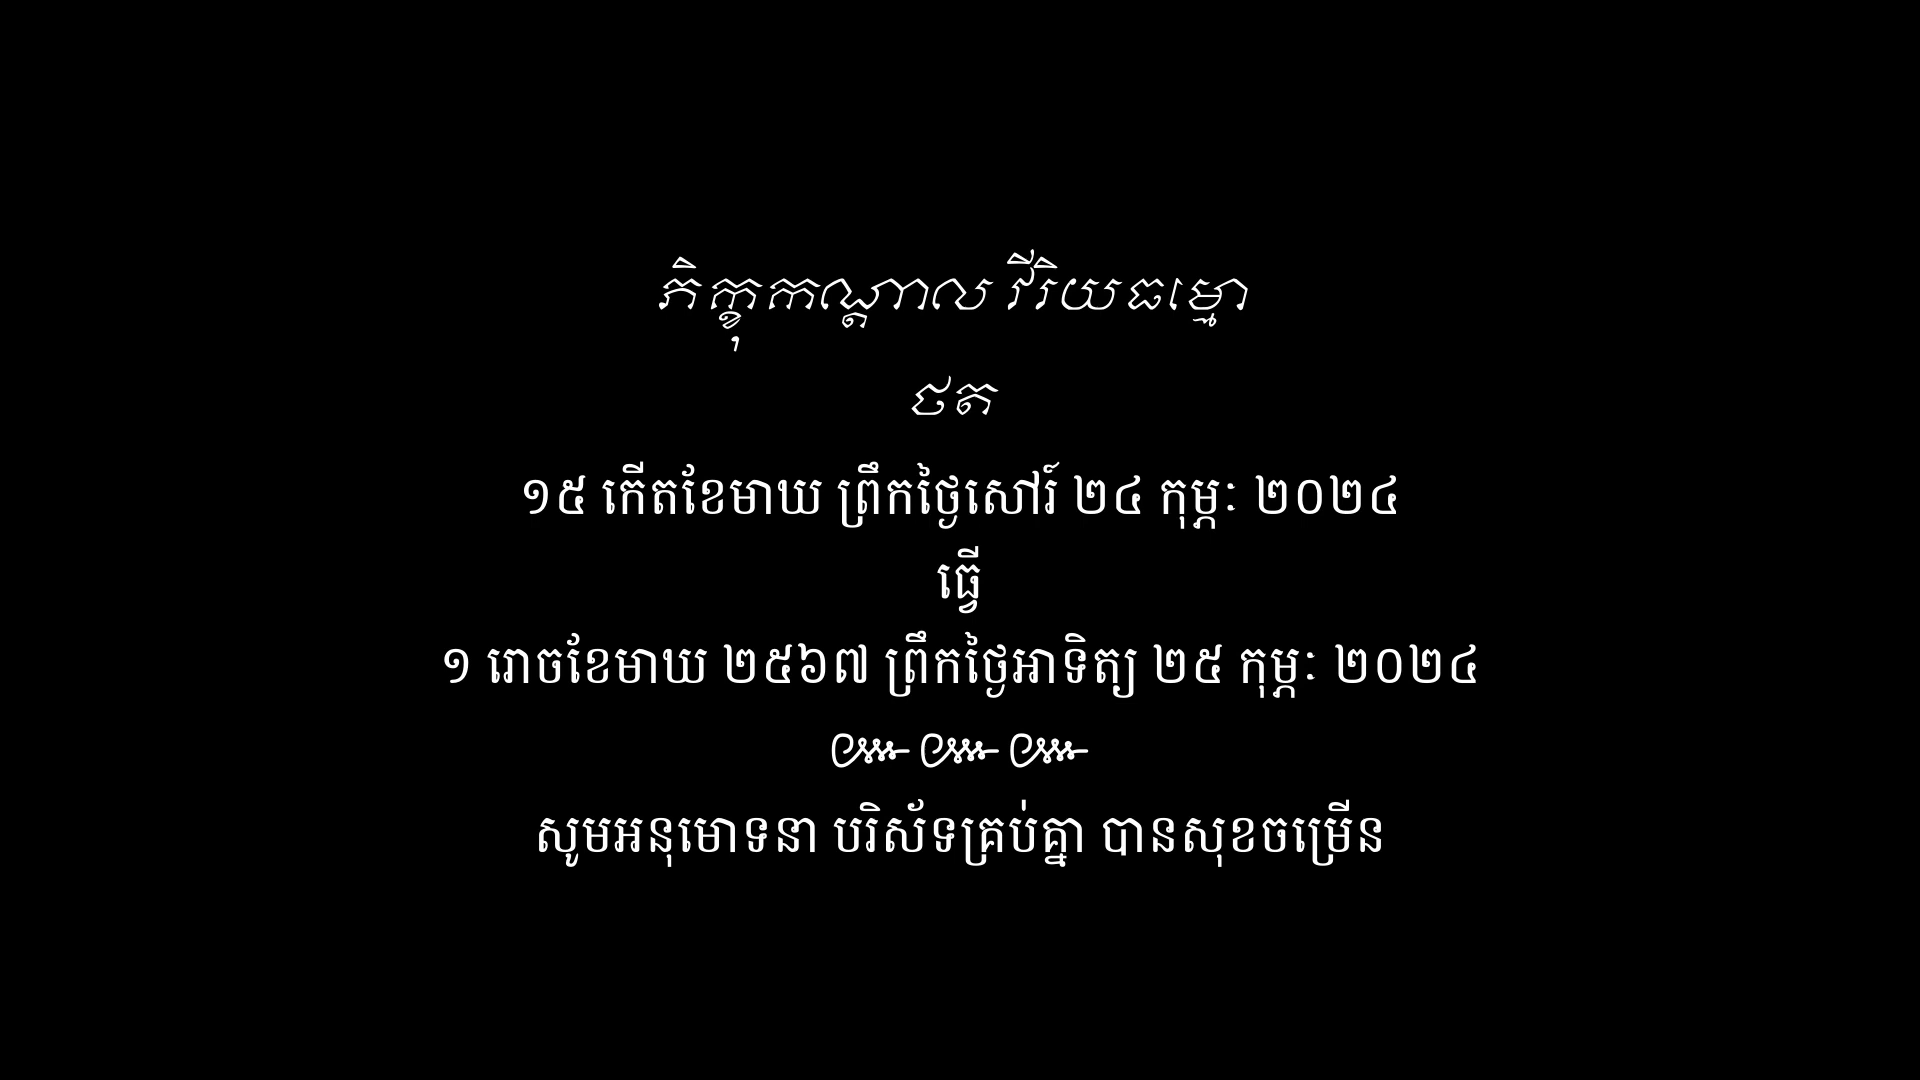 ភិក្ខុកណ្ដាល វីរិយធម្មោ
ថត
១៥ កើតខែមាឃ ព្រឹកថ្ងៃសៅរ៍ ២៤ កុម្ភៈ ២០២៤
ធ្វើ
១ រោចខែមាឃ ២៥៦៧ ព្រឹកថ្ងៃអាទិត្យ ២៥ កុម្ភៈ ២០២៤
៚ ៚ ៚
សូមអនុមោទនា បរិស័ទគ្រប់គ្នា បានសុខចម្រើន